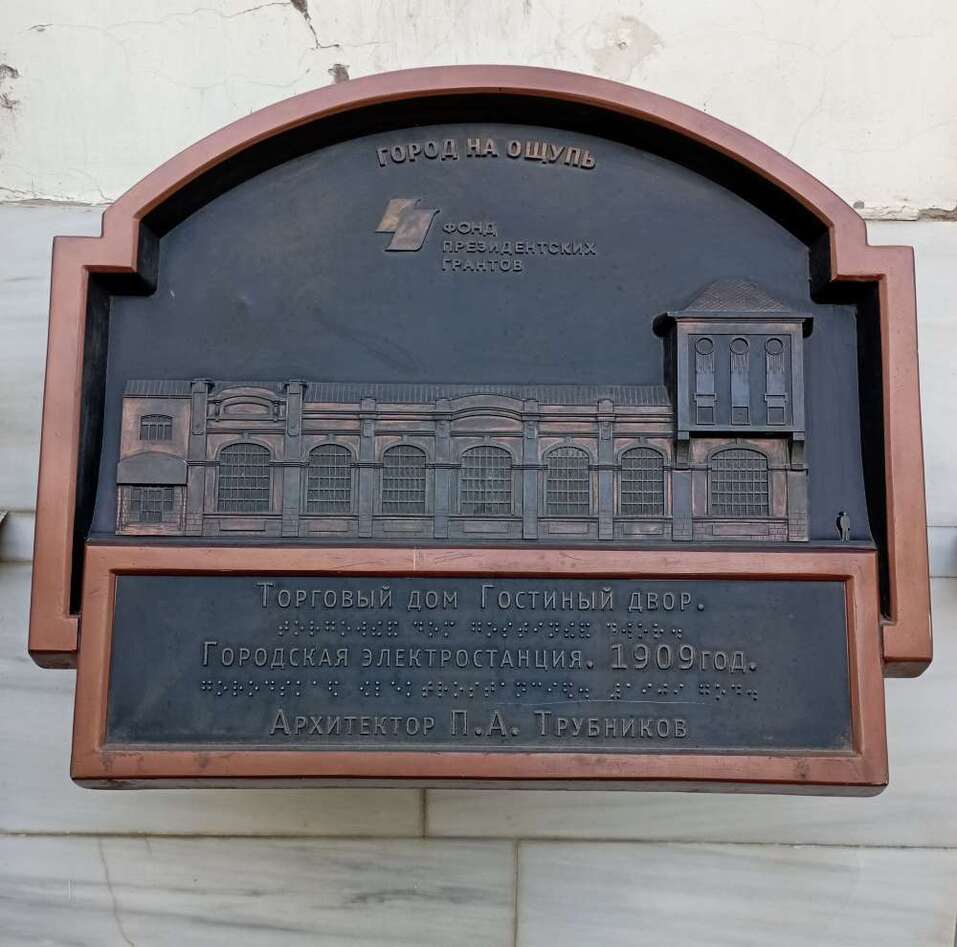 ГОРОД НА ОЩУПЬ
ФОНД
ПРЕЗИДЕНТСКИХ
ГРАНТОВ
Торговый дом Гостиный двор.
Городская электростанция. 1909 год.
Архитектор П.А. Трубников